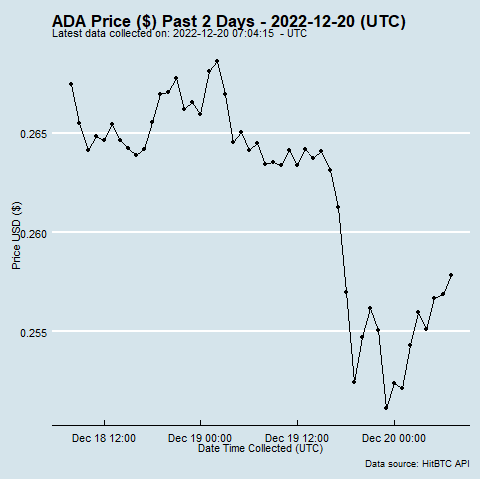 ADA Price ($) Past 2 Days - 2022-12-20 (UTC)
Latest data collected on: 2022-12-20 07:04:15 - UTC
0.265
0.260
0.255
Price USD ($)
Dec 18 12:00
Dec 19 00:00
Dec 19 12:00
Dec 20 00:00
Date Time Collected (UTC)
Data source: HitBTC API